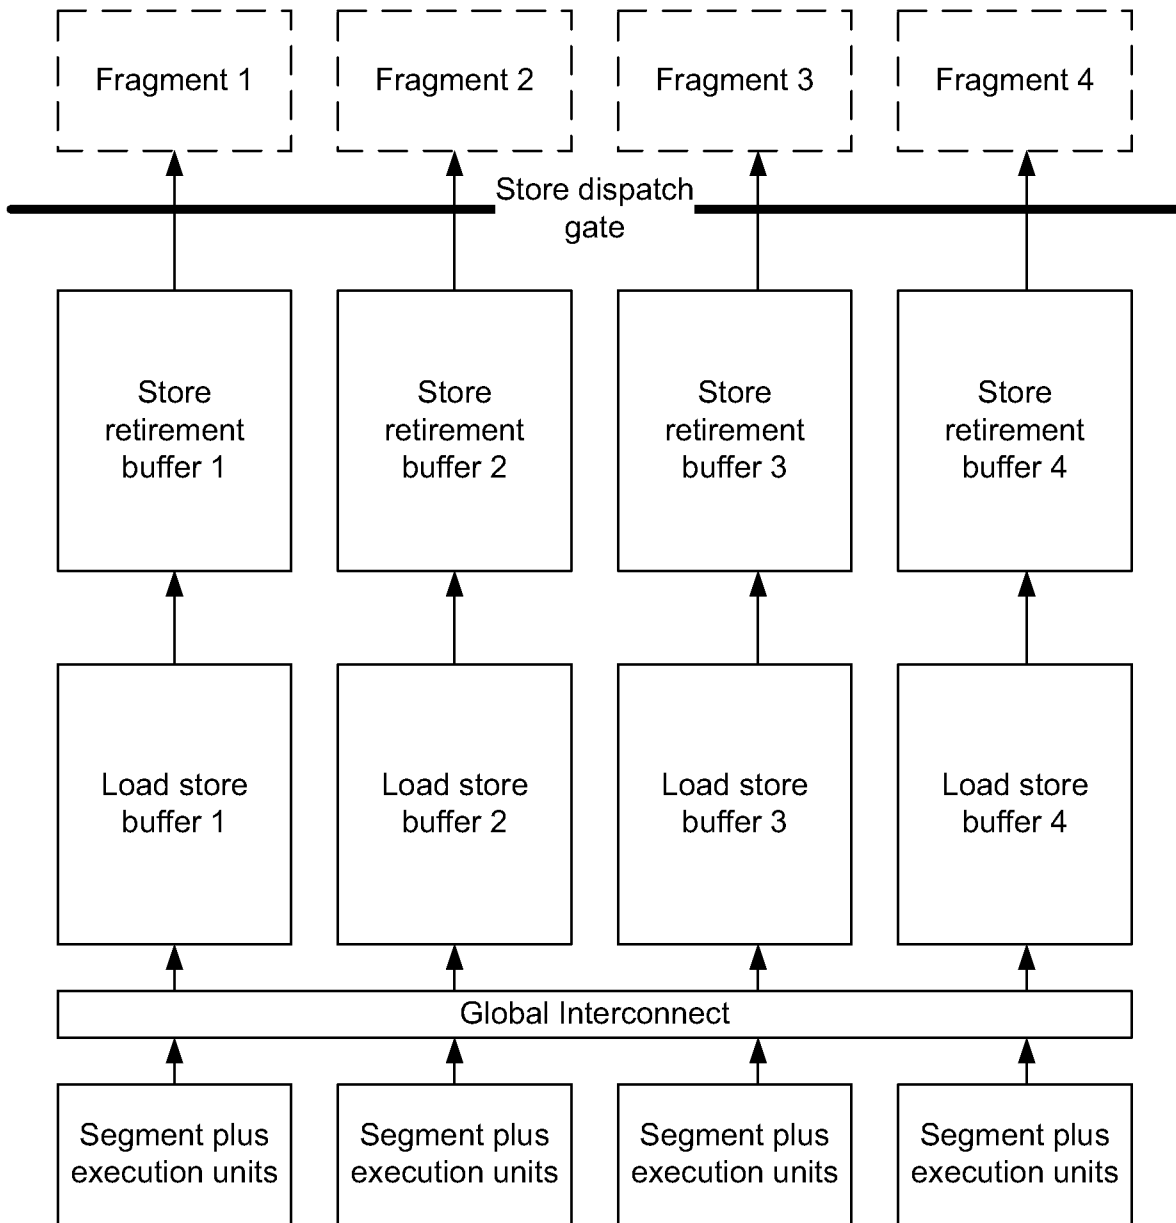 Fragment 1
Fragment 2
Fragment 3
Fragment 4
Store dispatch
gate
Store
retirement
buffer 1
Store
retirement
buffer 2
Store
retirement
buffer 3
Store
retirement
buffer 4
Load store
buffer 1
Load store
buffer 2
Load store
buffer 3
Load store
buffer 4
Global Interconnect
Segment plus
execution units
Segment plus
execution units
Segment plus
execution units
Segment plus
execution units